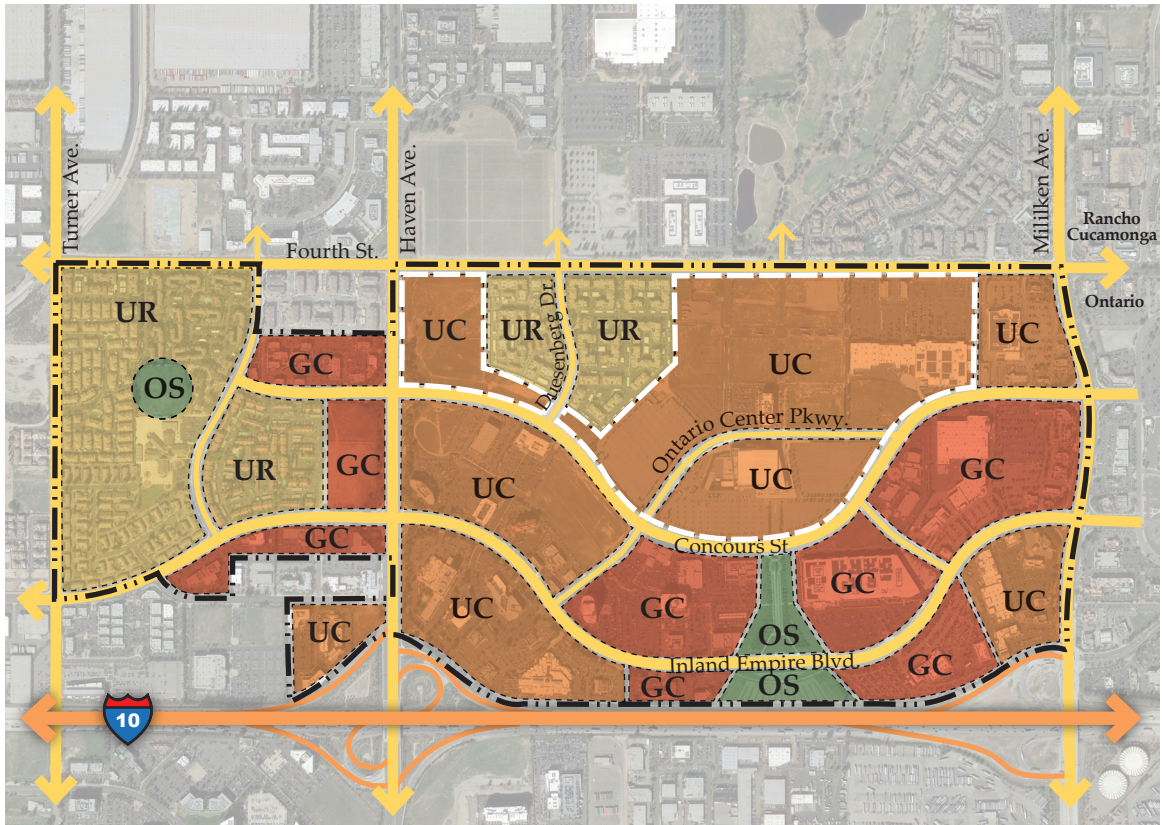 Turner Ave.
Haven Ave.
Mililken Ave.
Rancho
Cucamonga
Fourth St.
Ontario
UR
OS
GC
UR
GC
GC
UC
UC
UR
Duesenberg Dr.
UR
UC
UC
Ontario Center Pkwy.
UC
UC
GC
Concours St.
UC
GC
GC
UC
OS
Inland Empire Blvd
GC
GC
OS
10